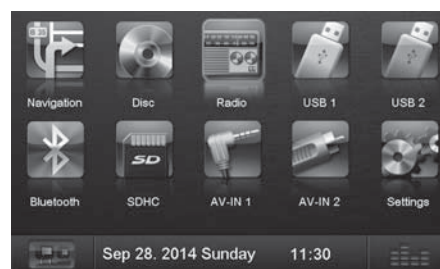 Navigation Disc Radio USB 1 USB 2
SD
Bluetooth SDHC AV-IN 1 AV-IN 2 Settings
Sep 28. 2014 Sunday 11:30